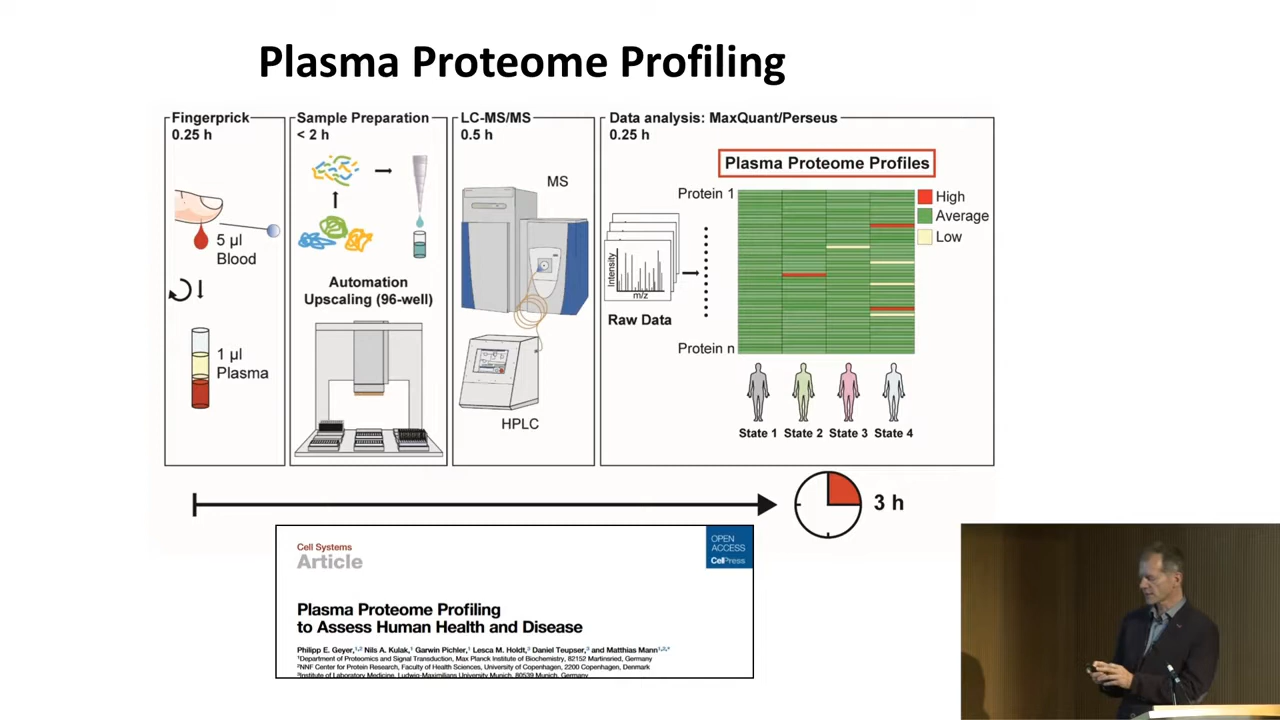 Plasma Proteome Profiling
Fingerprick
0.25 h
5 µl
Blood
1 µl
Plasma
Sample Preparation
< 2 h
Automation
Upscaling (96-well)
LC-MS/MS
0.5 h
MS
HPLC
Data analysis: MaxQuant/Perseus
0.25 h
Intensity
m/z
Raw Data
Plasma Proteome Profiles
Protein 1
Protein n
High
Average
Low
State 1 State 2 State 3 State 4
3 h
Cell Systems
Article
OPEN
ACCESS
CellPress
Plasma Proteome Profiling
to Assess Human Health and Disease
Philipp E. Geyer,1,2 Nils A. Kulak,1 Garwin Pichler,1 Lesca M. Holdt,3 Daniel Teupser,3 and Matthias Mann1,2,*
1Department of Proteomics and Signal Transduction, Max Planck Institute of Biochemistry, 82152 Martinsried, Germany
2NNF Center for Protein Research, Faculty of Health Sciences, University of Copenhagen, 2200 Copenhagen, Denmark
3Institute of Laboratory Medicine, Ludwig-Maximilians University Munich, 80539 Munich, Germany